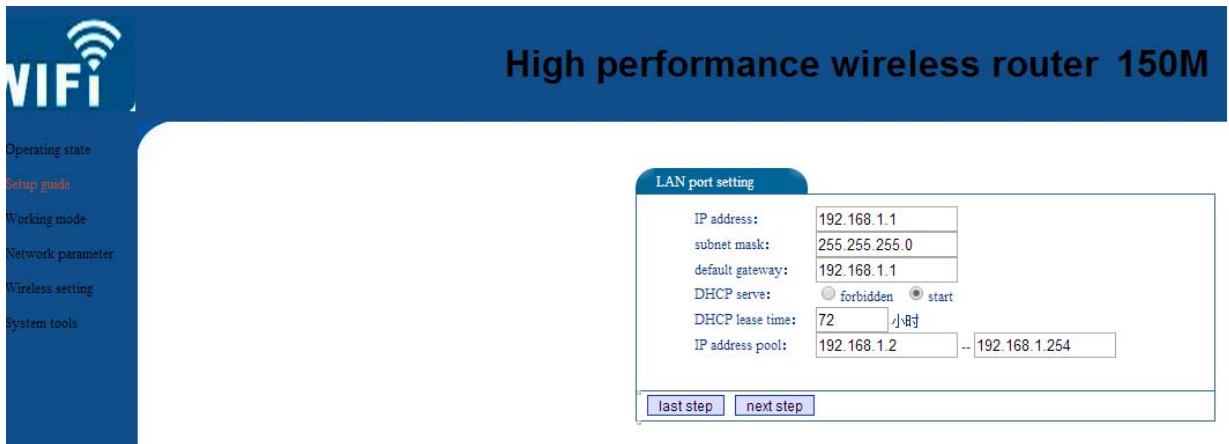 WIFi
High performance wireless router 150M
Operating state
Setup guide
Working mode
Network parameter
Wireless setting
System tools
LAN port setting
IP address: 192.168.1.1
subnet mask: 255.255.255.0
default gateway: 192.168.1.1
DHCP serve: forbidden start
DHCP lease time: 72 小时
IP address pool: 192.168.1.2 -- 192.168.1.254
last step next step